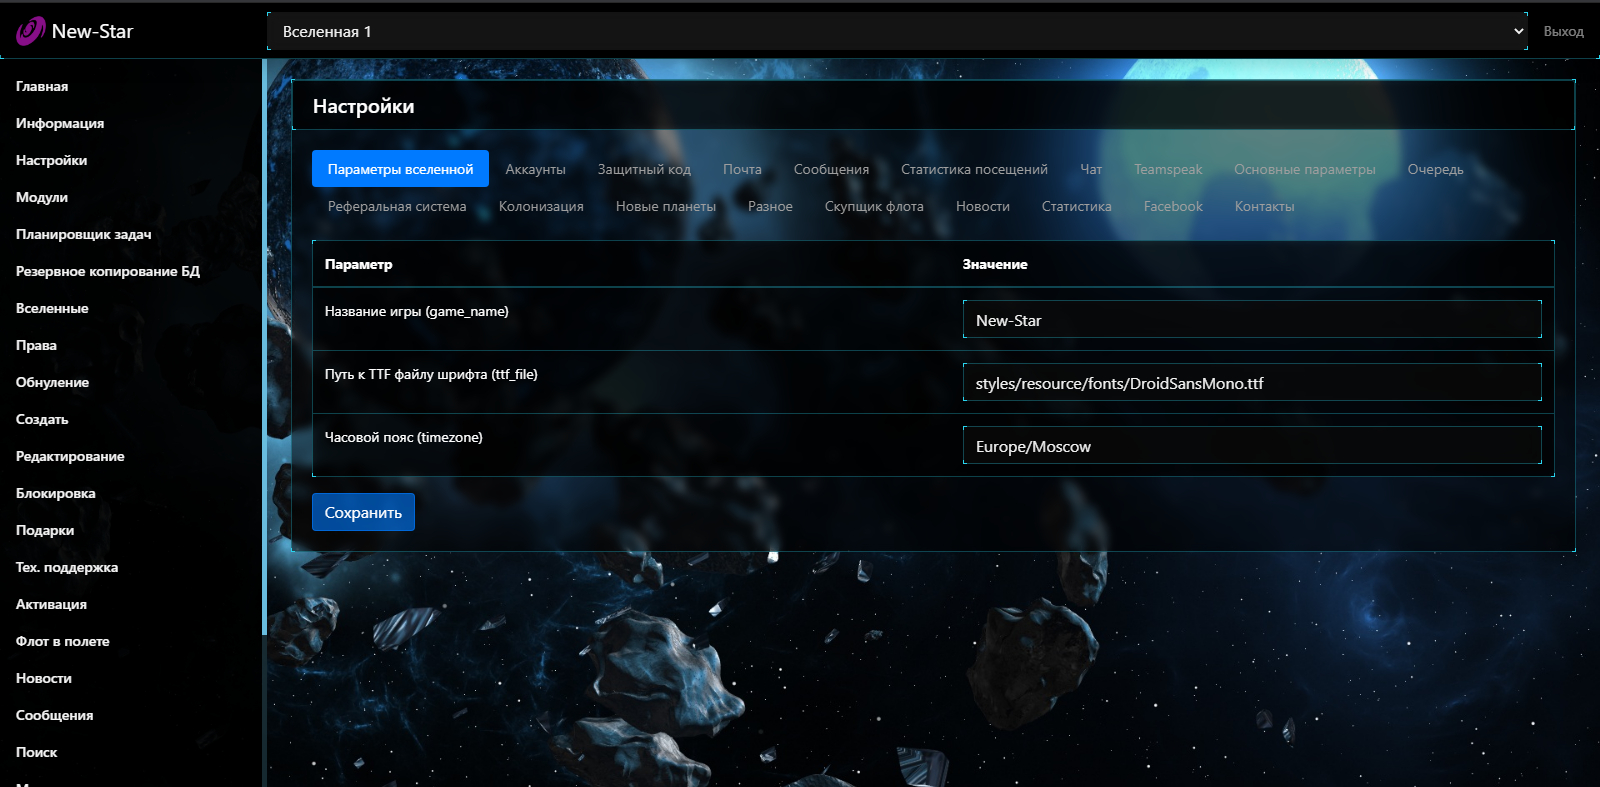 New-Star
Вселенная 1
Выход
Главная
Информация
Настройки
Модули
Планировщик задач
Резервное копирование БД
Вселенные
Права
Обнуление
Создать
Редактирование
Блокировка
Подарки
Тех. поддержка
Активация
Флот в полете
Новости
Сообщения
Поиск
Настройки
Параметры вселенной Аккаунты Защитный код Почта Сообщения Статистика посещений Чат Teamspeak Основные параметры Очередь
Реферальная система Колонизация Новые планеты Разное Скупщик флота Новости Статистика Facebook Контакты
Параметр Значение
Название игры (game_name) New-Star
Путь к TTF файлу шрифта (ttf_file) styles/resource/fonts/DroidSansMono.ttf
Часовой пояс (timezone) Europe/Moscow
Сохранить